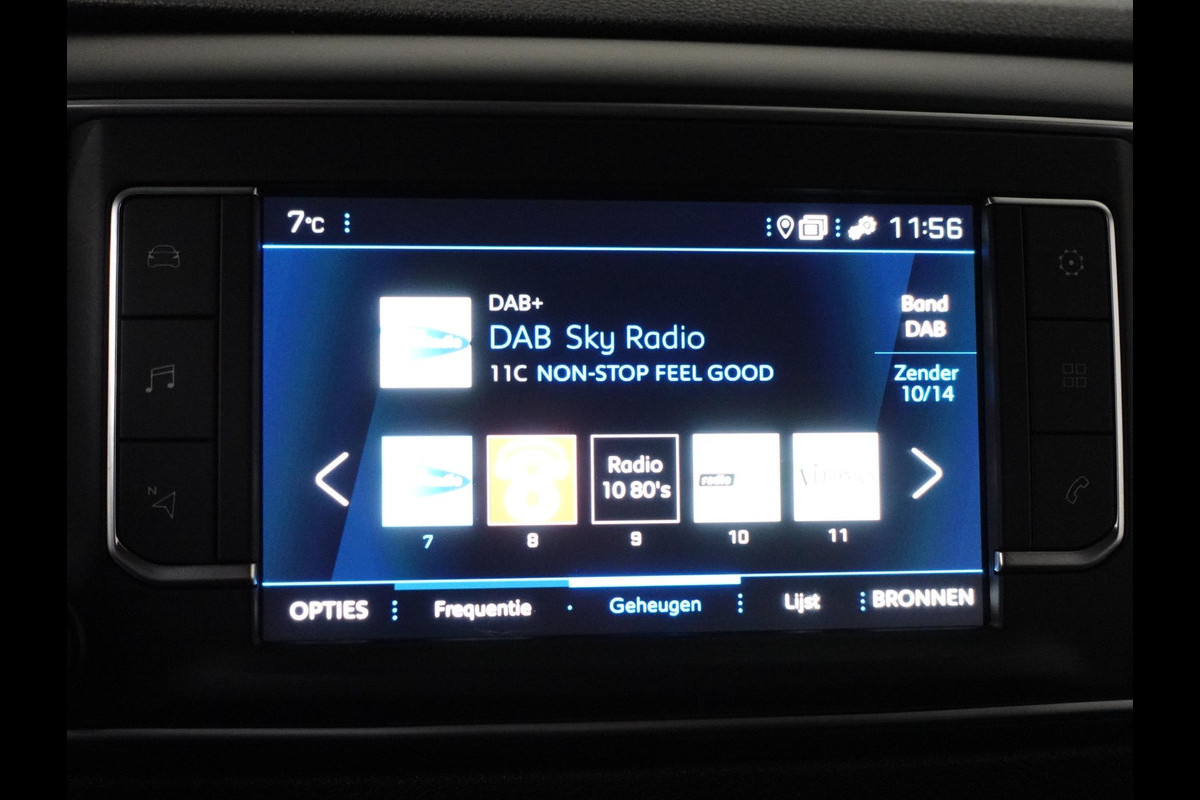 7°C
11:56
DAB+
DAB Sky Radio
11C NON-STOP FEEL GOOD
Band
DAB
Zender
10/14
Radio
10 80's
radio
7
8
9
10
11
OPTIES
Frequentie
Geheugen
Lijst
BRONNEN
N